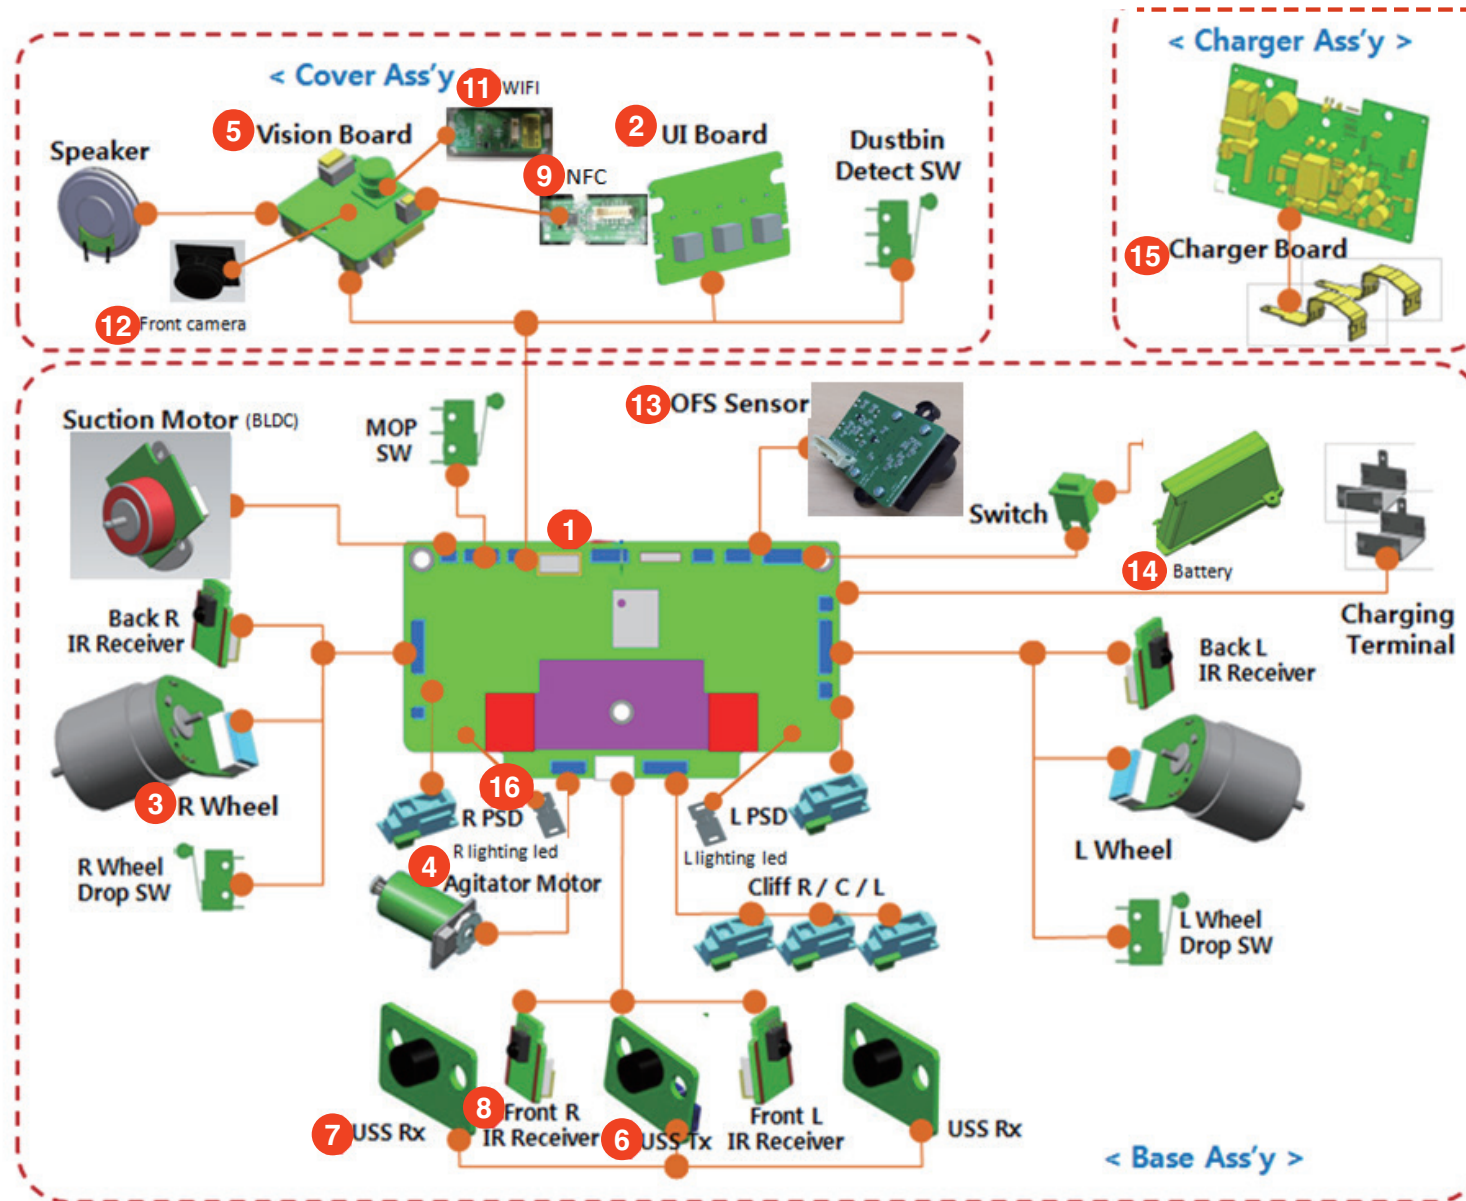 < Cover Ass'y
11 WIFI
5 Vision Board
2 UI Board
Speaker
Dustbin
Detect SW
9 NFC
12 Front camera
< Charger Ass'y >
15 Charger Board
Suction Motor (BLDC)
MOP
SW
13 OFS Sensor
Switch
1
14 Battery
Charging
Terminal
Back R
IR Receiver
Back L
IR Receiver
3 R Wheel
16
R PSD
R lighting led
L PSD
L lighting led
4 Agitator Motor
L Wheel
R Wheel
Drop SW
Cliff R / C / L
L Wheel
Drop SW
7 USS Rx
8 Front R
IR Receiver
6 USS Tx
Front L
IR Receiver
USS Rx
< Base Ass'y >